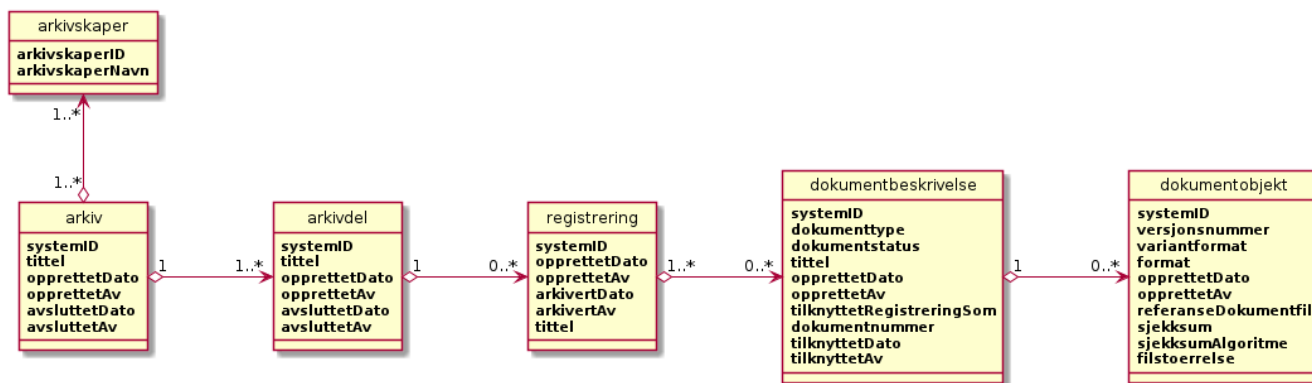 arkivskaper
arkivskaperID
arkivskaperNavn
1..*
1..*
arkiv
systemID
tittel
opprettetDato
opprettetAv
avsluttetDato
avsluttetAv
1
1..*
arkivdel
systemID
tittel
opprettetDato
opprettetAv
avsluttetDato
avsluttetAv
1
0..*
registrering
systemID
opprettetDato
opprettetAv
arkivertDato
arkivertAv
tittel
1..*
0..*
dokumentbeskrivelse
systemID
dokumenttype
dokumentstatus
tittel
opprettetDato
opprettetAv
tilknyttetRegistreringSom
dokumentnummer
tilknyttetDato
tilknyttetAv
1
0..*
dokumentobjekt
systemID
versjonsnummer
variantformat
format
opprettetDato
opprettetAv
referanseDokumentfil
sjekksum
sjekksumAlgoritme
filstoerrelse